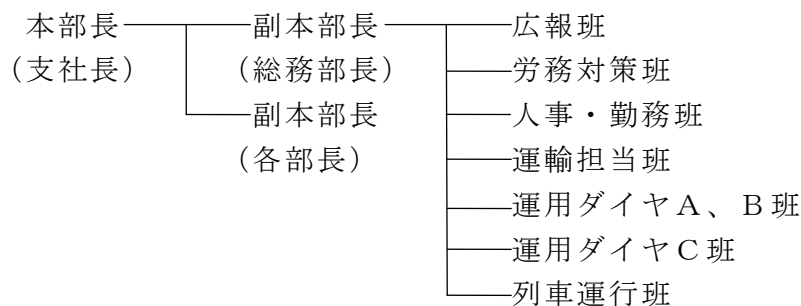 本部長 副本部長 広報班
(支社長) (総務部長) 労務対策班
副本部長 人事・勤務班
(各部長) 運輸担当班
運用ダイヤA、B班
運用ダイヤC班
列車運行班